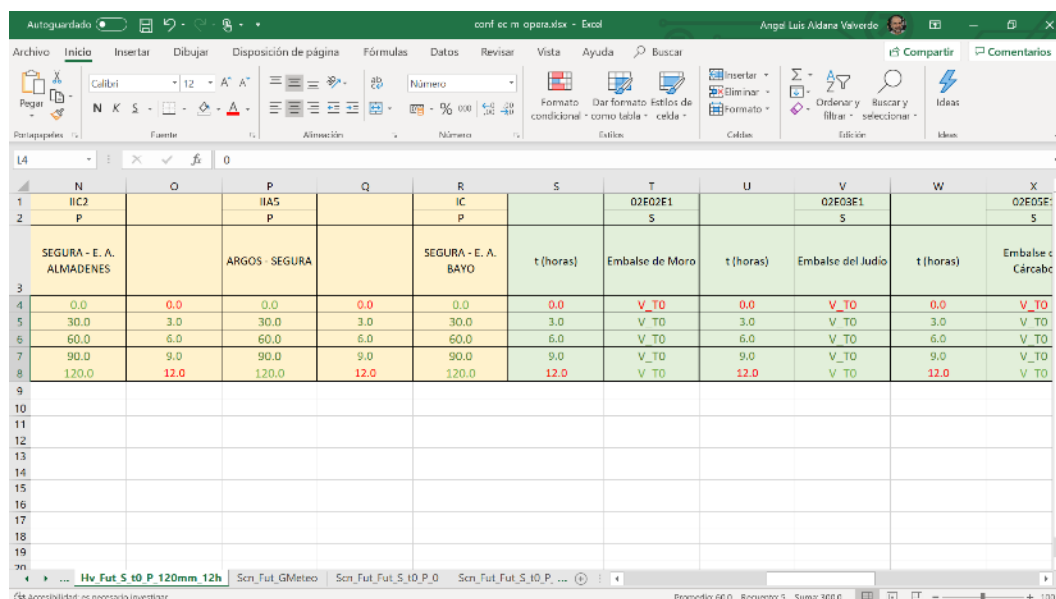 Autoguardado
conf ec m opera.xlsx - Excel
Angel Luis Aldana Valverde
Archivo Inicio Insertar Dibujar Disposición de página Fórmulas Datos Revisar Vista Ayuda Buscar Compartir Comentarios
Pegar
Calibri 12
N K S
Número
% 000
Formato condicional
Dar formato como tabla
Estilos de celda
Insertar
Eliminar
Formato
Ordenar y filtrar
Buscar y seleccionar
Ideas
Portapapeles Fuente Alineación Número Estilos Celdas Edición Ideas
L4 fx 0
N O P Q R S T U V W X
1 IIC2 IIA5 IC 02E02E1 02E03E1 02E05E
2 P P P S S S
3 SEGURA - E. A. ALMADENES ARGOS - SEGURA SEGURA - E. A. BAYO t (horas) Embalse de Moro t (horas) Embalse del Judío t (horas) Embalse Cárcabo
4 0.0 0.0 0.0 0.0 0.0 0.0 V_T0 0.0 V_T0 0.0 V_T0
5 30.0 3.0 30.0 3.0 30.0 3.0 V_T0 3.0 V_T0 3.0 V_T0
6 60.0 6.0 60.0 6.0 60.0 6.0 V_T0 6.0 V_T0 6.0 V_T0
7 90.0 9.0 90.0 9.0 90.0 9.0 V_T0 9.0 V_T0 9.0 V_T0
8 120.0 12.0 120.0 12.0 120.0 12.0 V_T0 12.0 V_T0 12.0 V_T0
9
10
11
12
13
14
15
16
17
18
19
20
... Hv_Fut_S_t0_P_120mm_12h Scn_Fut_GMeteo Scn_Fut_Fut_S_t0_P_0 Scn_Fut_Fut_S_t0_P_ ...
Accesibilidad: es necesario investigar Promedio: 60.0 Recuento: 5 Suma: 300.0 100